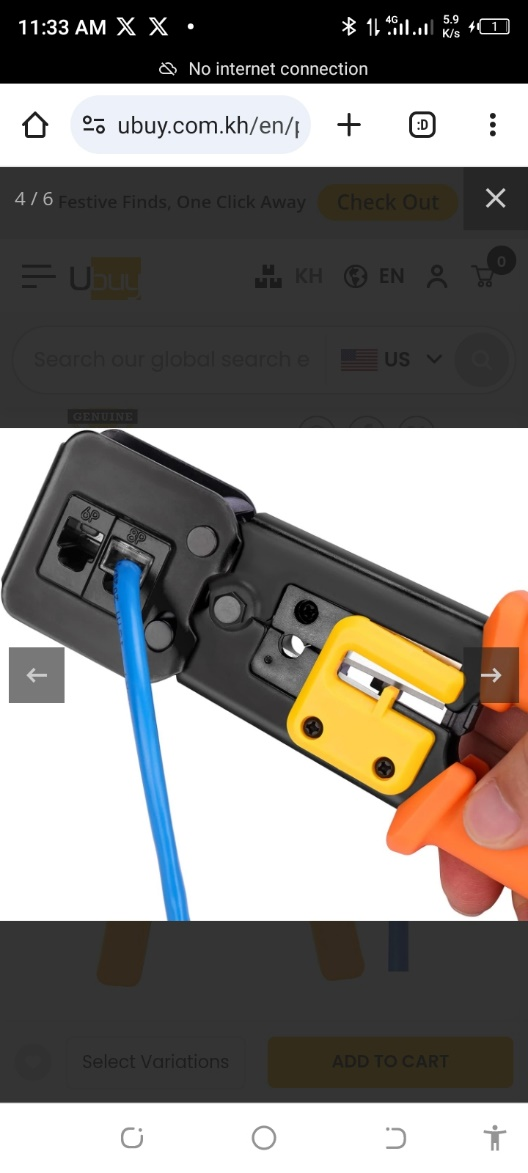 11:33 AM X X •
4G 5.9 K/s 1
No internet connection
ubuy.com.kh/en/p
:D
4 / 6 Festive Finds, One Click Away Check Out
Ubuy KH EN 0
Search our global search e US
GENUINE
6P
8P
Select Variations ADD TO CART